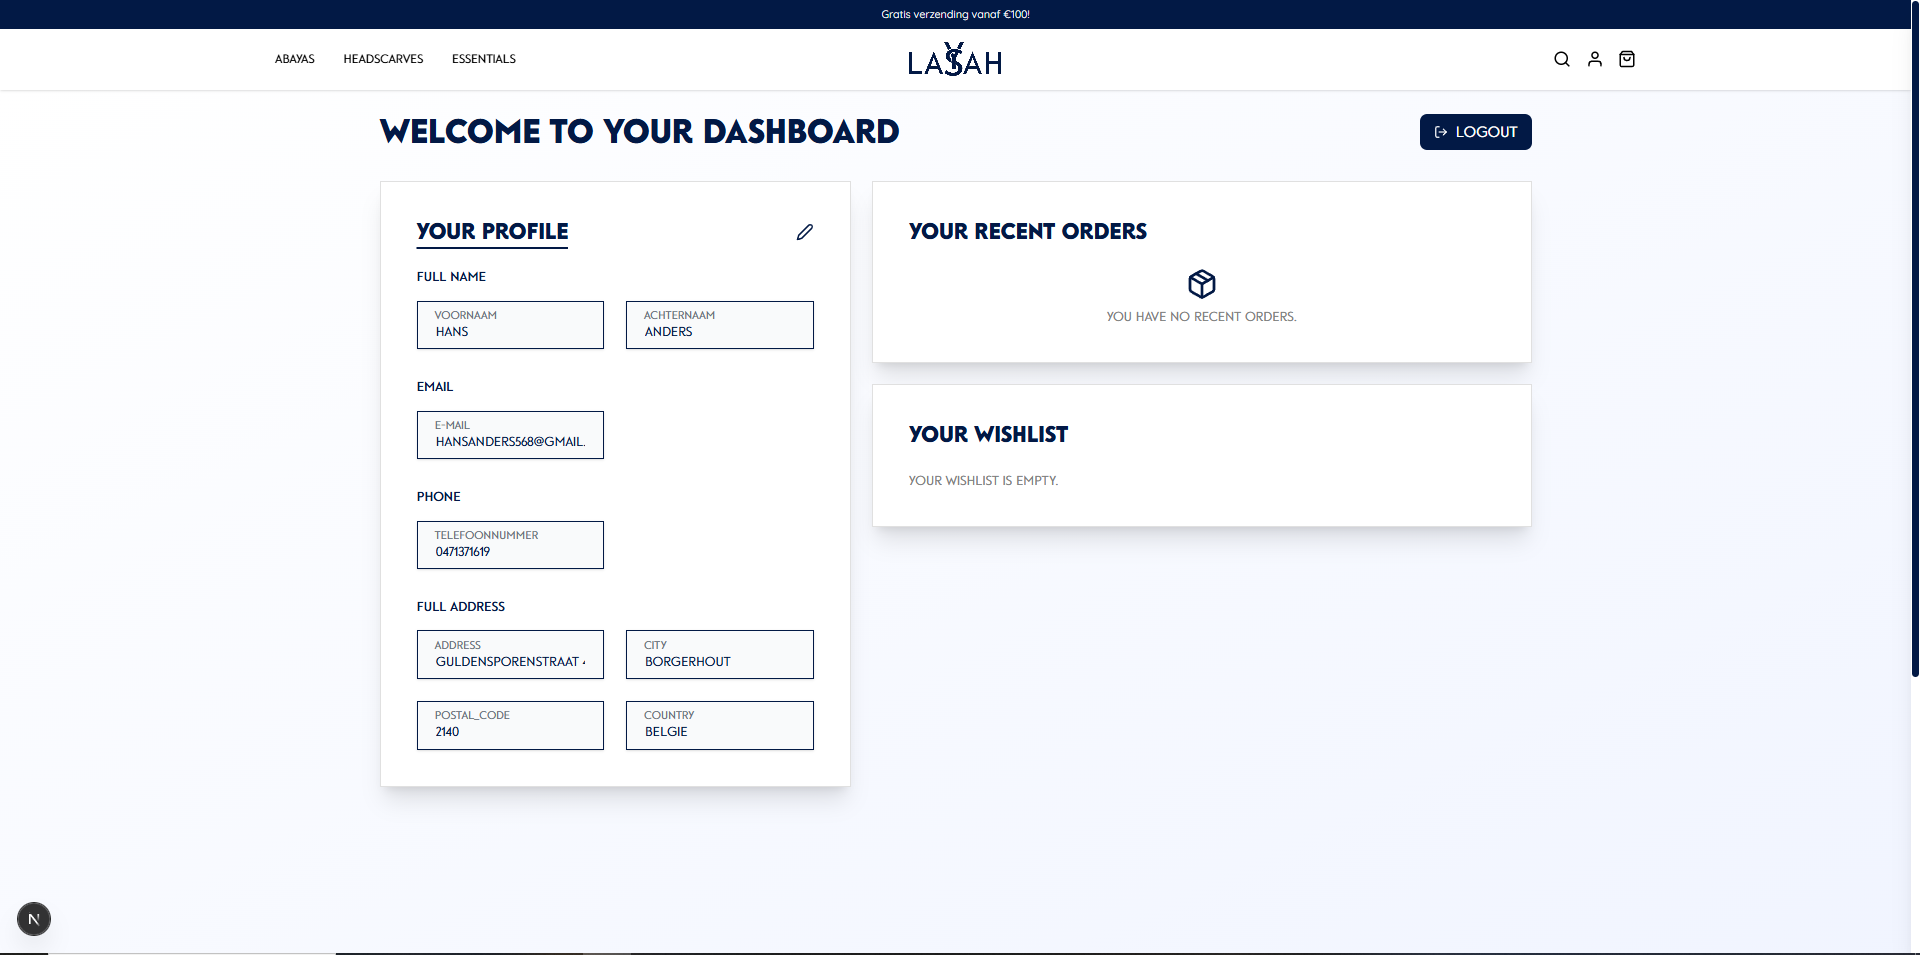 Gratis verzending vanaf €100!
ABAYAS HEADSCARVES ESSENTIALS
LAYSAH
WELCOME TO YOUR DASHBOARD
LOGOUT
YOUR PROFILE
FULL NAME
VOORNAAM
HANS
ACHTERNAAM
ANDERS
EMAIL
E-MAIL
HANSANDERS568@GMAIL.
PHONE
TELEFOONNUMMER
0471371619
FULL ADDRESS
ADDRESS
GULDENSPORENSTRAAT
CITY
BORGERHOUT
POSTAL_CODE
2140
COUNTRY
BELGIE
YOUR RECENT ORDERS
YOU HAVE NO RECENT ORDERS.
YOUR WISHLIST
YOUR WISHLIST IS EMPTY.
N